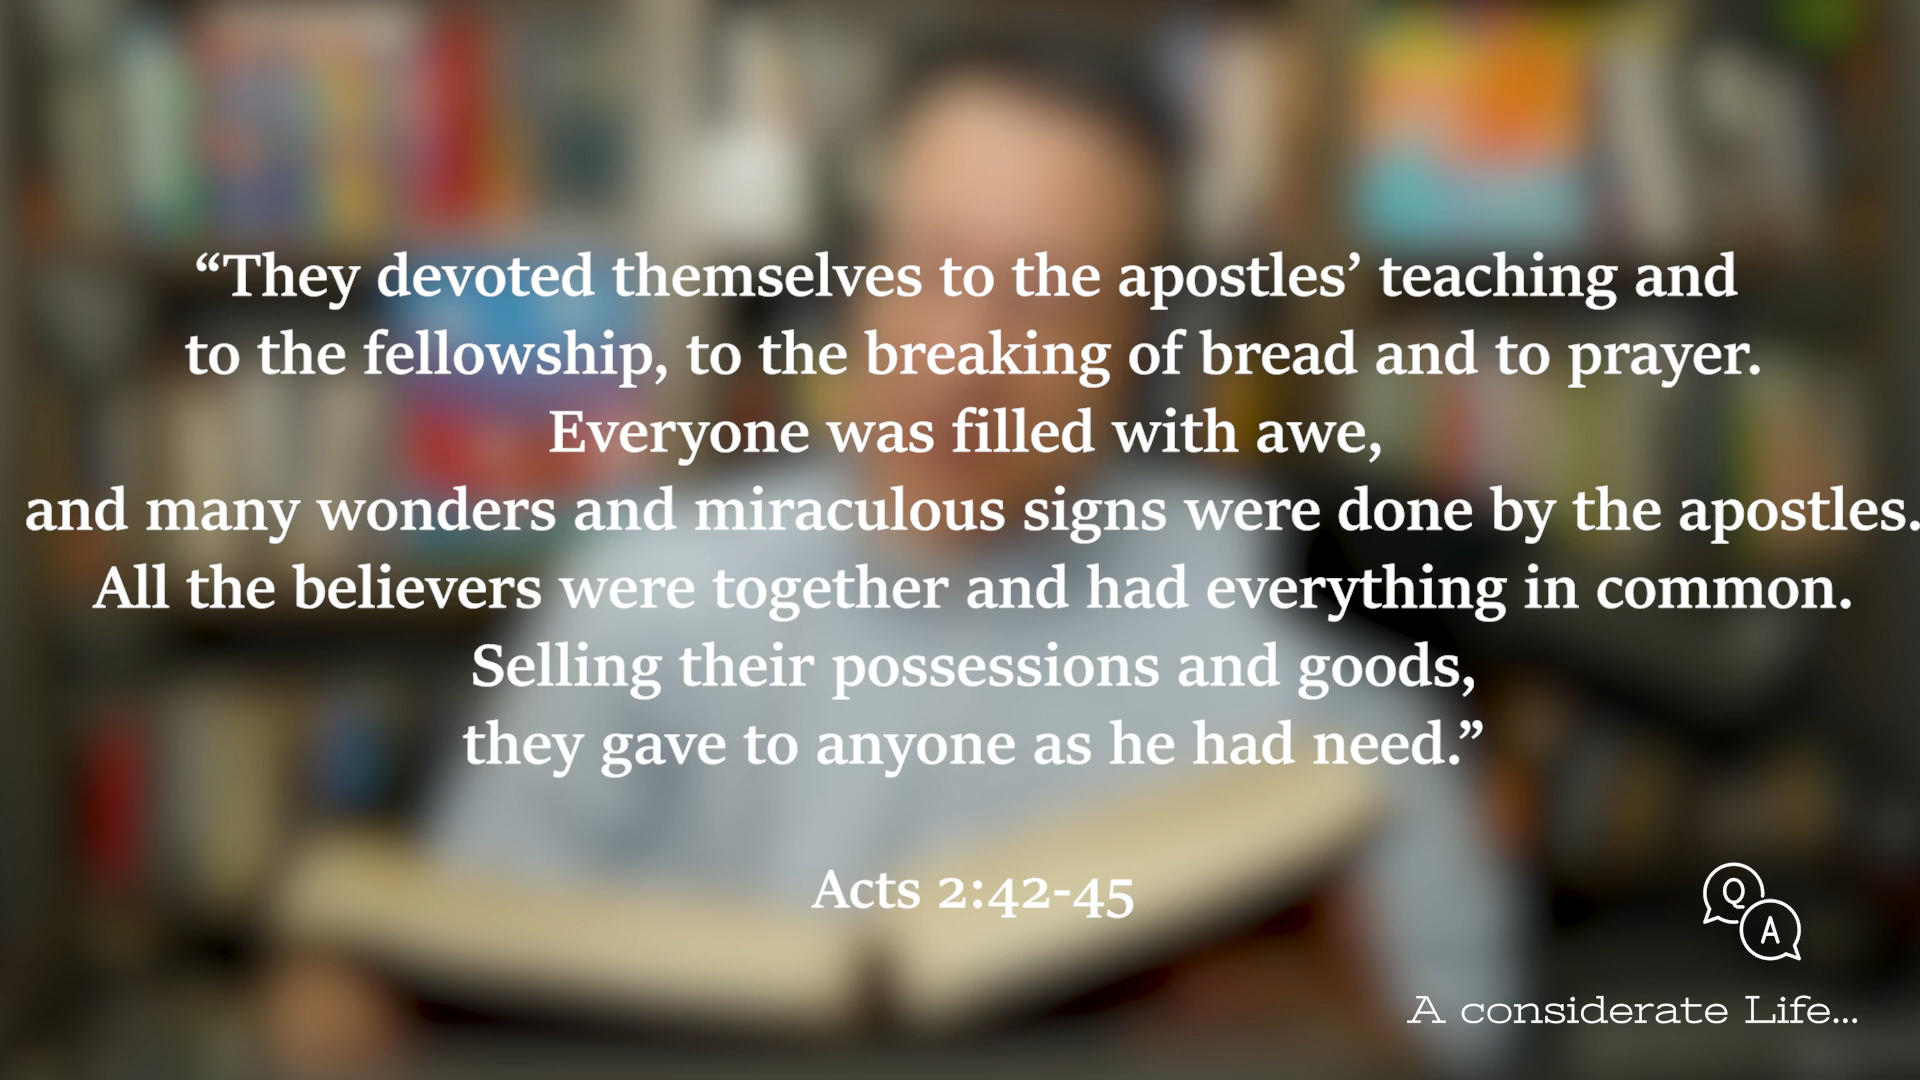 “They devoted themselves to the apostles’ teaching and
to the fellowship, to the breaking of bread and to prayer.
Everyone was filled with awe,
and many wonders and miraculous signs were done by the apostles.
All the believers were together and had everything in common.
Selling their possessions and goods,
they gave to anyone as he had need.”
Acts 2:42-45
Q
A
A considerate Life...